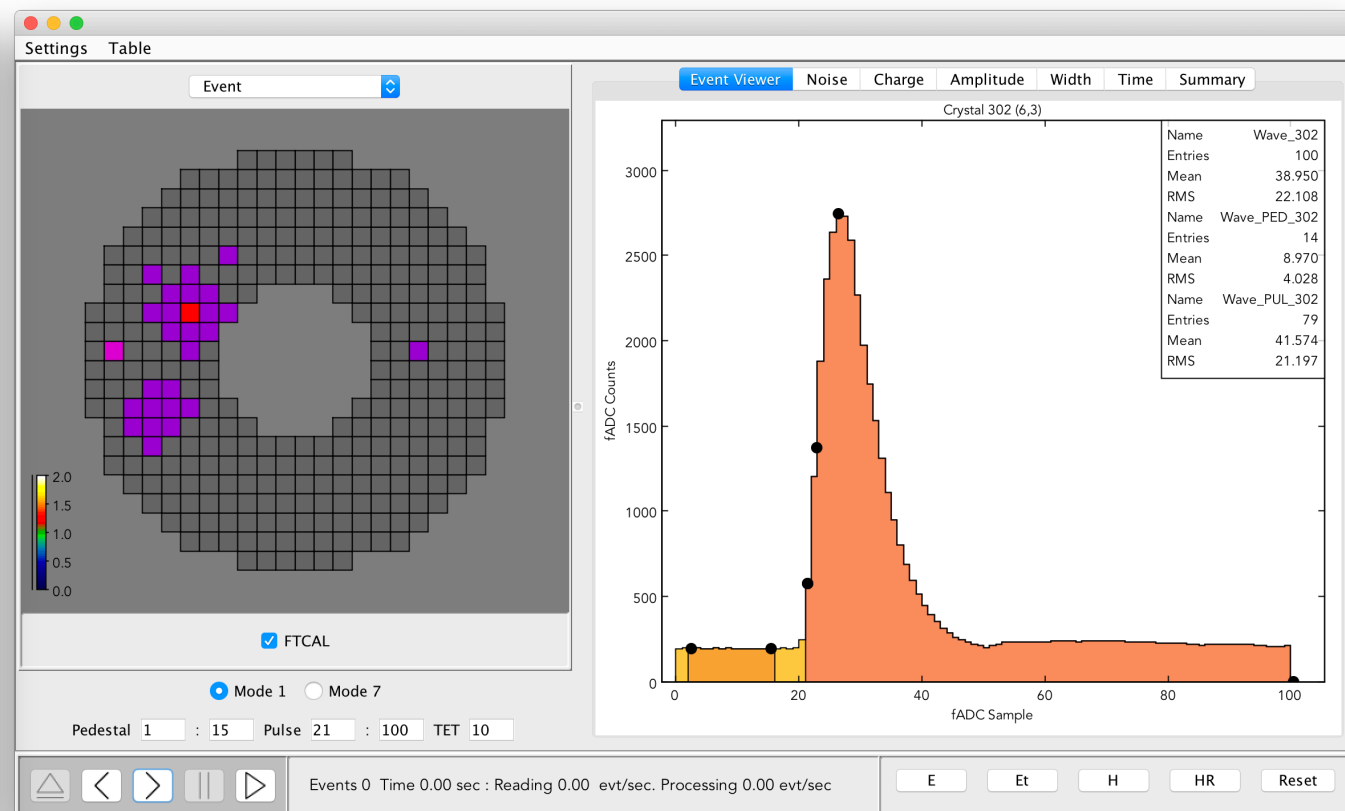 Settings Table
Event
Event Viewer Noise Charge Amplitude Width Time Summary
Crystal 302 (6,3)
Name Wave_302
Entries 100
Mean 38.950
RMS 22.108
Name Wave_PED_302
Entries 14
Mean 8.970
RMS 4.028
Name Wave_PUL_302
Entries 79
Mean 41.574
RMS 21.197
3000
2500
2000
1500
1000
500
0
fADC Counts
0 20 40 60 80 100
fADC Sample
2.0
1.5
1.0
0.5
0.0
FTCAL
Mode 1 Mode 7
Pedestal 1 : 15 Pulse 21 : 100 TET 10
Events 0 Time 0.00 sec : Reading 0.00 evt/sec. Processing 0.00 evt/sec
E Et H HR Reset